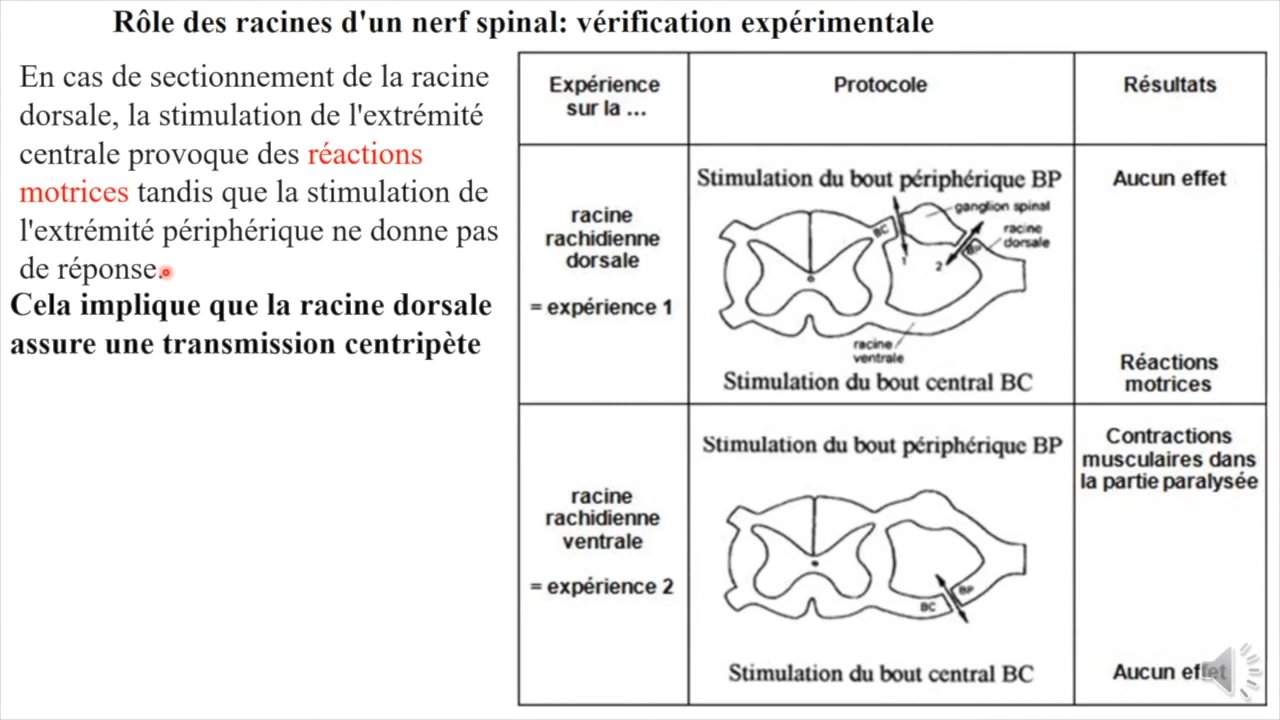 Rôle des racines d'un nerf spinal: vérification expérimentale
En cas de sectionnement de la racine
dorsale, la stimulation de l'extrémité
centrale provoque des réactions
motrices tandis que la stimulation de
l'extrémité périphérique ne donne pas
de réponse.
Cela implique que la racine dorsale
assure une transmission centripète
Expérience
sur la ...
Protocole
Résultats
racine
rachidienne
dorsale
= expérience 1
Stimulation du bout périphérique BP
ganglion spinal
racine
dorsale
BC
BP
1
2
racine
ventrale
Stimulation du bout central BC
Aucun effet
Réactions
motrices
racine
rachidienne
ventrale
= expérience 2
Stimulation du bout périphérique BP
BP
BC
Stimulation du bout central BC
Contractions
musculaires dans
la partie paralysée
Aucun effet